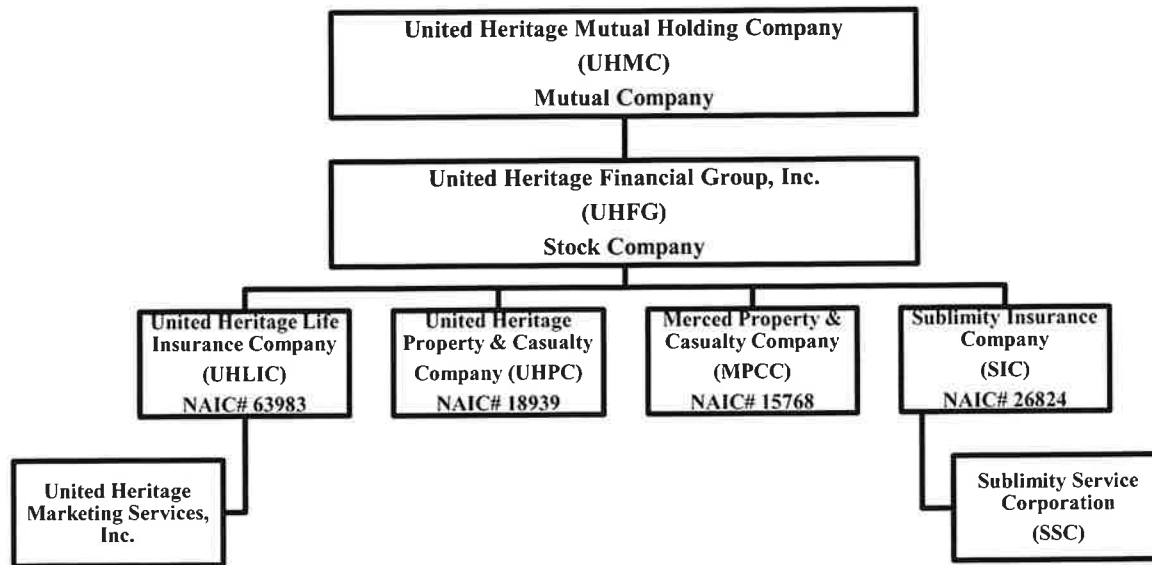 United Heritage Mutual Holding Company
(UHMC)
Mutual Company
United Heritage Financial Group, Inc.
(UHFG)
Stock Company
United Heritage Life
Insurance Company
(UHLIC)
NAIC# 63983
United Heritage
Property & Casualty
Company (UHPC)
NAIC# 18939
Merced Property &
Casualty Company
(MPCC)
NAIC# 15768
Sublimity Insurance
Company
(SIC)
NAIC# 26824
United Heritage
Marketing Services,
Inc.
Sublimity Service
Corporation
(SSC)